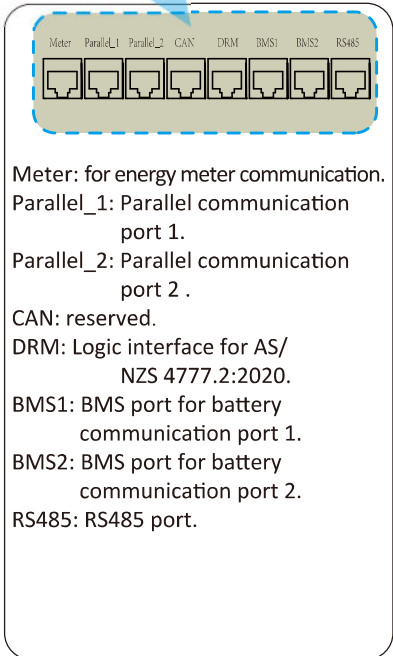 Meter Parallel_1 Parallel_2 CAN DRM BMS1 BMS2 RS485
Meter: for energy meter communication.
Parallel_1: Parallel communication
port 1.
Parallel_2: Parallel communication
port 2 .
CAN: reserved.
DRM: Logic interface for AS/
NZS 4777.2:2020.
BMS1: BMS port for battery
communication port 1.
BMS2: BMS port for battery
communication port 2.
RS485: RS485 port.